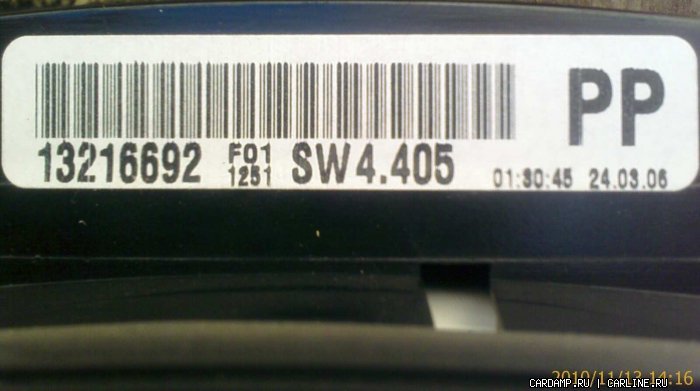 PP
13216692 F01 1251 SW4.405 01:30:45 24.03.06
2010/11/13 14:16
CARDAMP.RU/ | CARLINE.RU